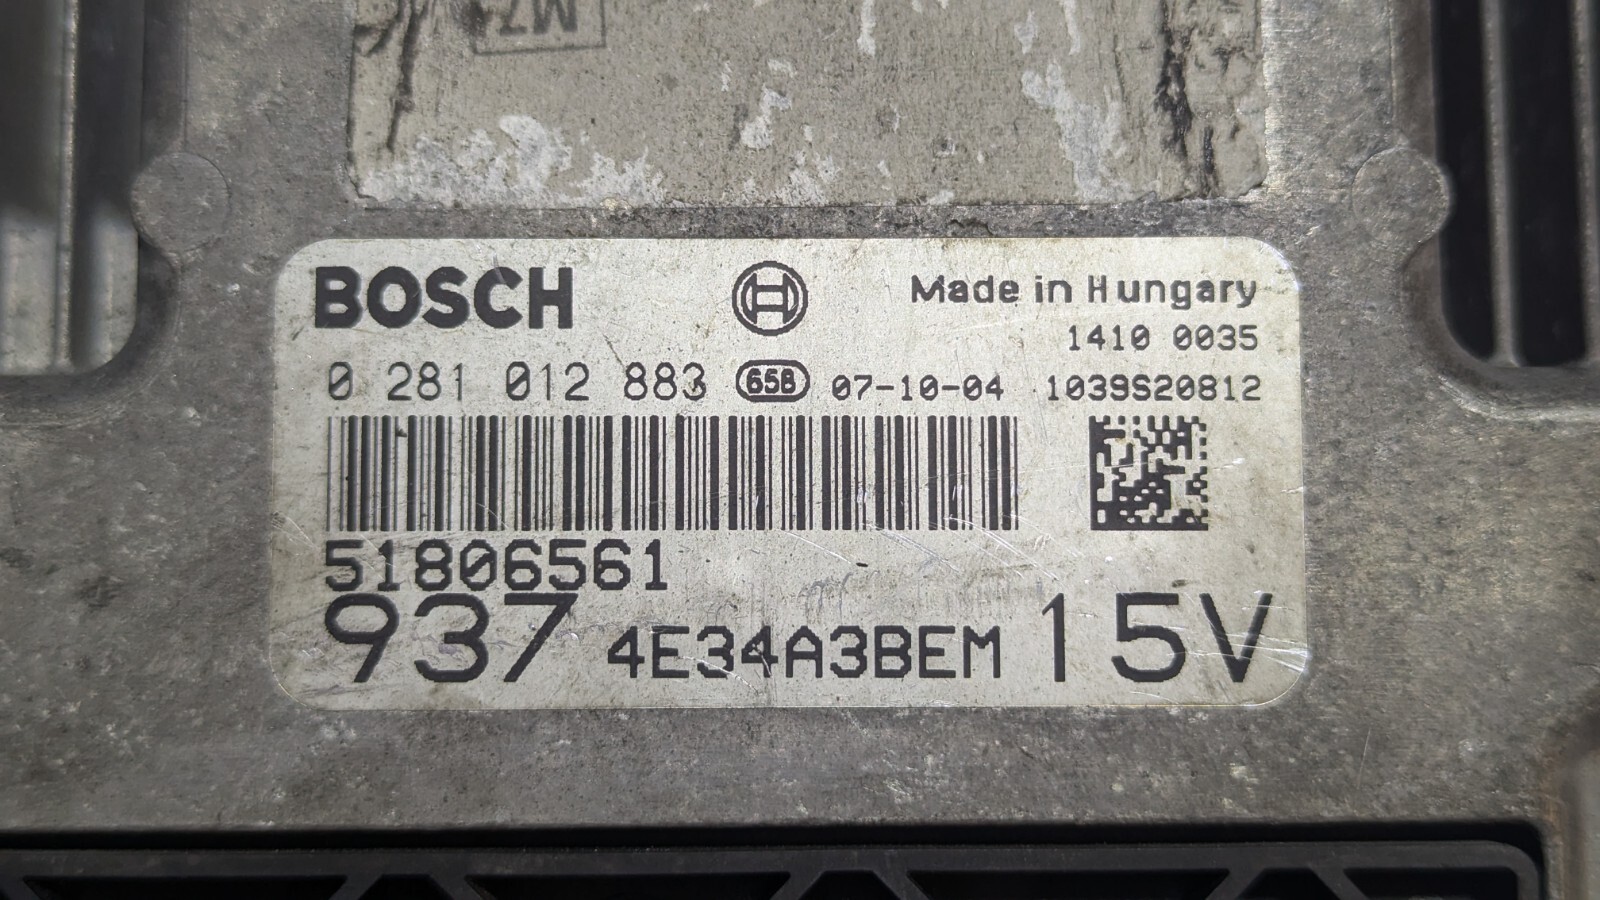 M7
BOSCH
Made in Hungary
1410 0035
0 281 012 883 65B 07-10-04 1039S20812
51806561
937 4E34A3BEM 15V